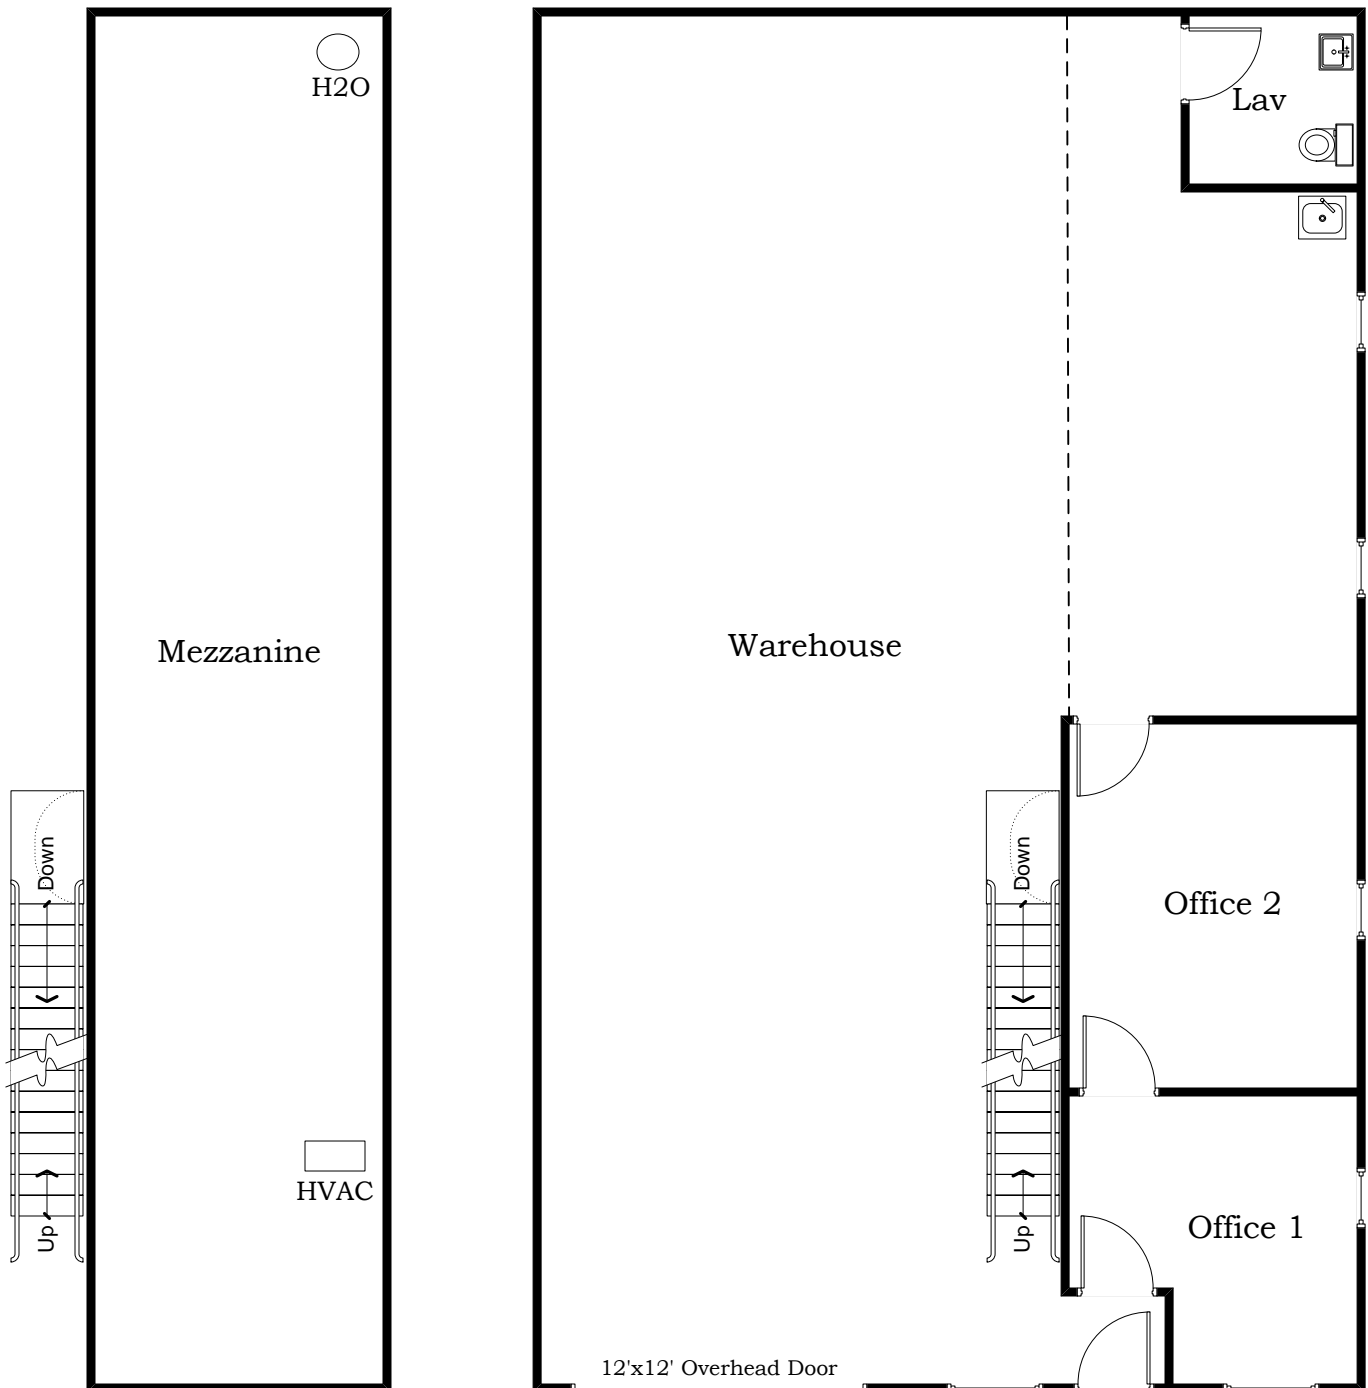 H2O
Mezzanine
Down
Up
HVAC
Lav
Warehouse
Down
Up
Office 2
Office 1
12'x12' Overhead Door